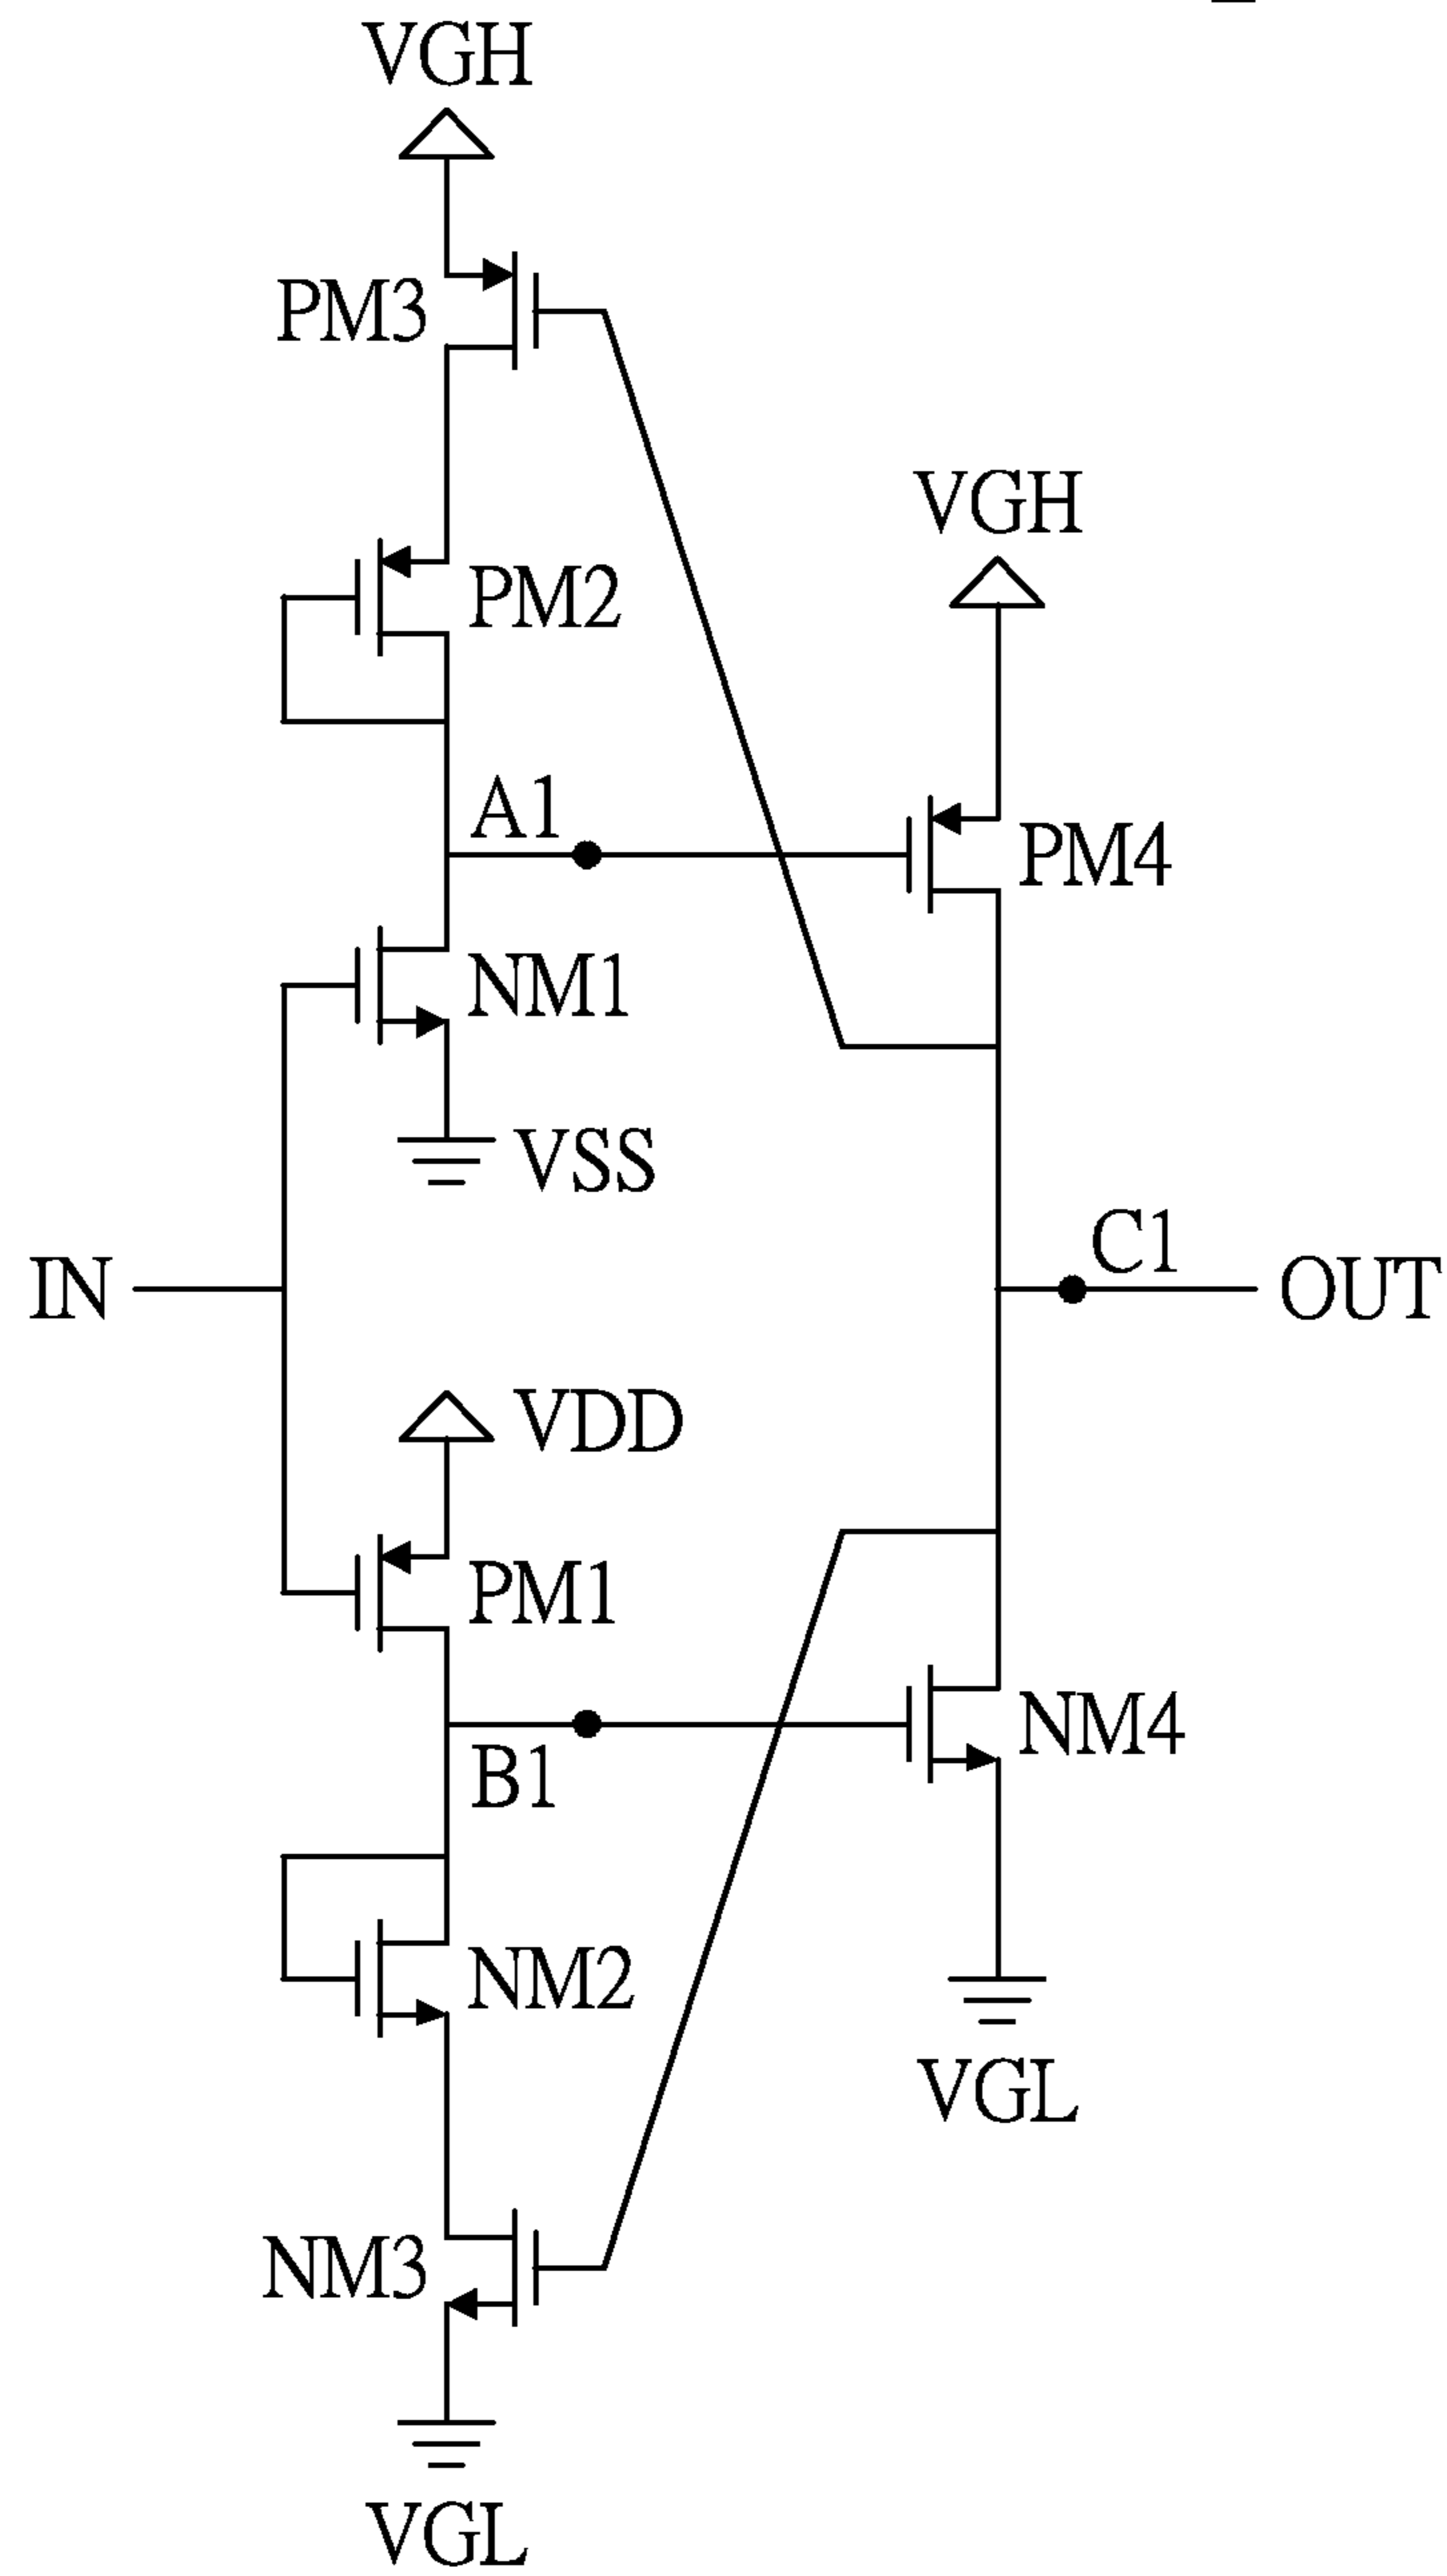 VGH
PM3
VGH
PM2
A1
PM4
NM1
VSS
C1
IN
OUT
VDD
PM1
NM4
B1
NM2
VGL
NM3
VGL